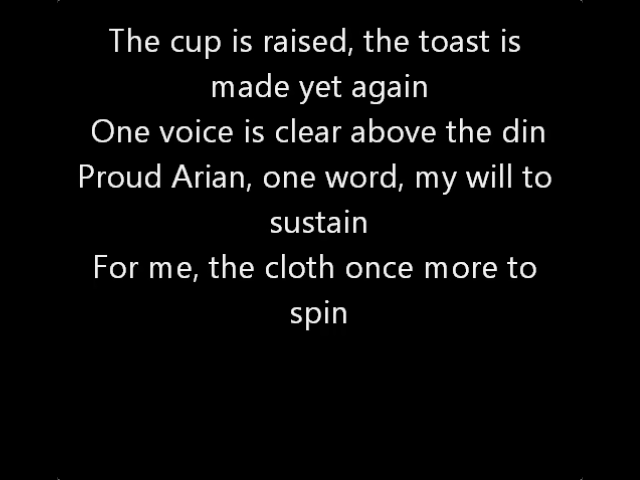 The cup is raised, the toast is
made yet again
One voice is clear above the din
Proud Arian, one word, my will to
sustain
For me, the cloth once more to
spin